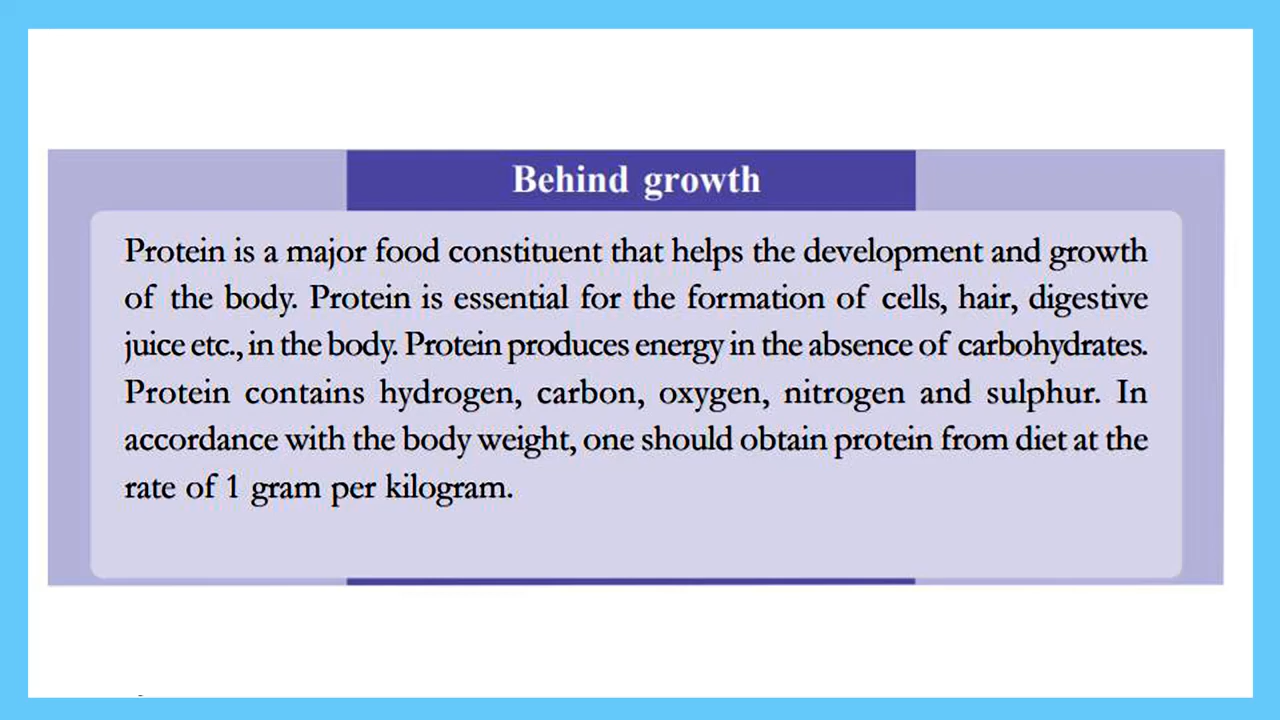 Behind growth
Protein is a major food constituent that helps the development and growth
of the body. Protein is essential for the formation of cells, hair, digestive
juice etc., in the body. Protein produces energy in the absence of carbohydrates.
Protein contains hydrogen, carbon, oxygen, nitrogen and sulphur. In
accordance with the body weight, one should obtain protein from diet at the
rate of 1 gram per kilogram.